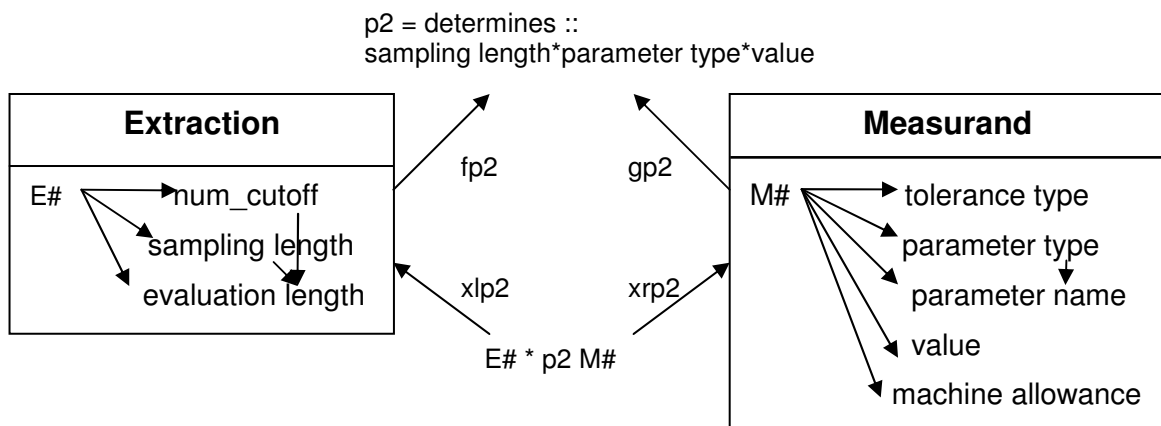 p2 = determines ::
sampling length*parameter type*value
Extraction
E#
num_cutoff
sampling length
evaluation length
fp2
gp2
xlp2
xrp2
E# * p2 M#
Measurand
M#
tolerance type
parameter type
parameter name
value
machine allowance